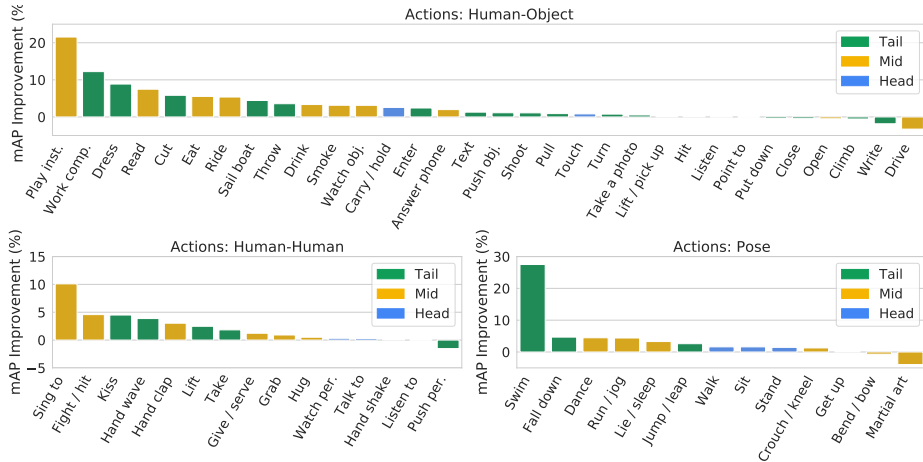 Actions: Human-Object
mAP Improvement (%
20
10
0
Tail
Mid
Head
Play inst.
Work comp.
Dress
Read
Cut
Eat
Ride
Sail boat
Throw
Drink
Smoke
Watch obj.
Carry / hold
Enter
Answer phone
Text
Push obj.
Shoot
Pull
Touch
Turn
Take a photo
Lift / pick up
Hit
Listen
Point to
Put down
Close
Open
Climb
Write
Drive
Actions: Human-Human
mAP Improvement (%)
15
10
5
0
−5
Tail
Mid
Head
Sing to
Fight / hit
Kiss
Hand wave
Hand clap
Lift
Take
Give / serve
Grab
Hug
Watch per.
Talk to
Hand shake
Listen to
Push per.
Actions: Pose
mAP Improvement (%)
30
20
10
0
Tail
Mid
Head
Swim
Fall down
Dance
Run / jog
Lie / sleep
Jump / leap
Walk
Sit
Stand
Crouch / kneel
Get up
Bend / bow
Martial art